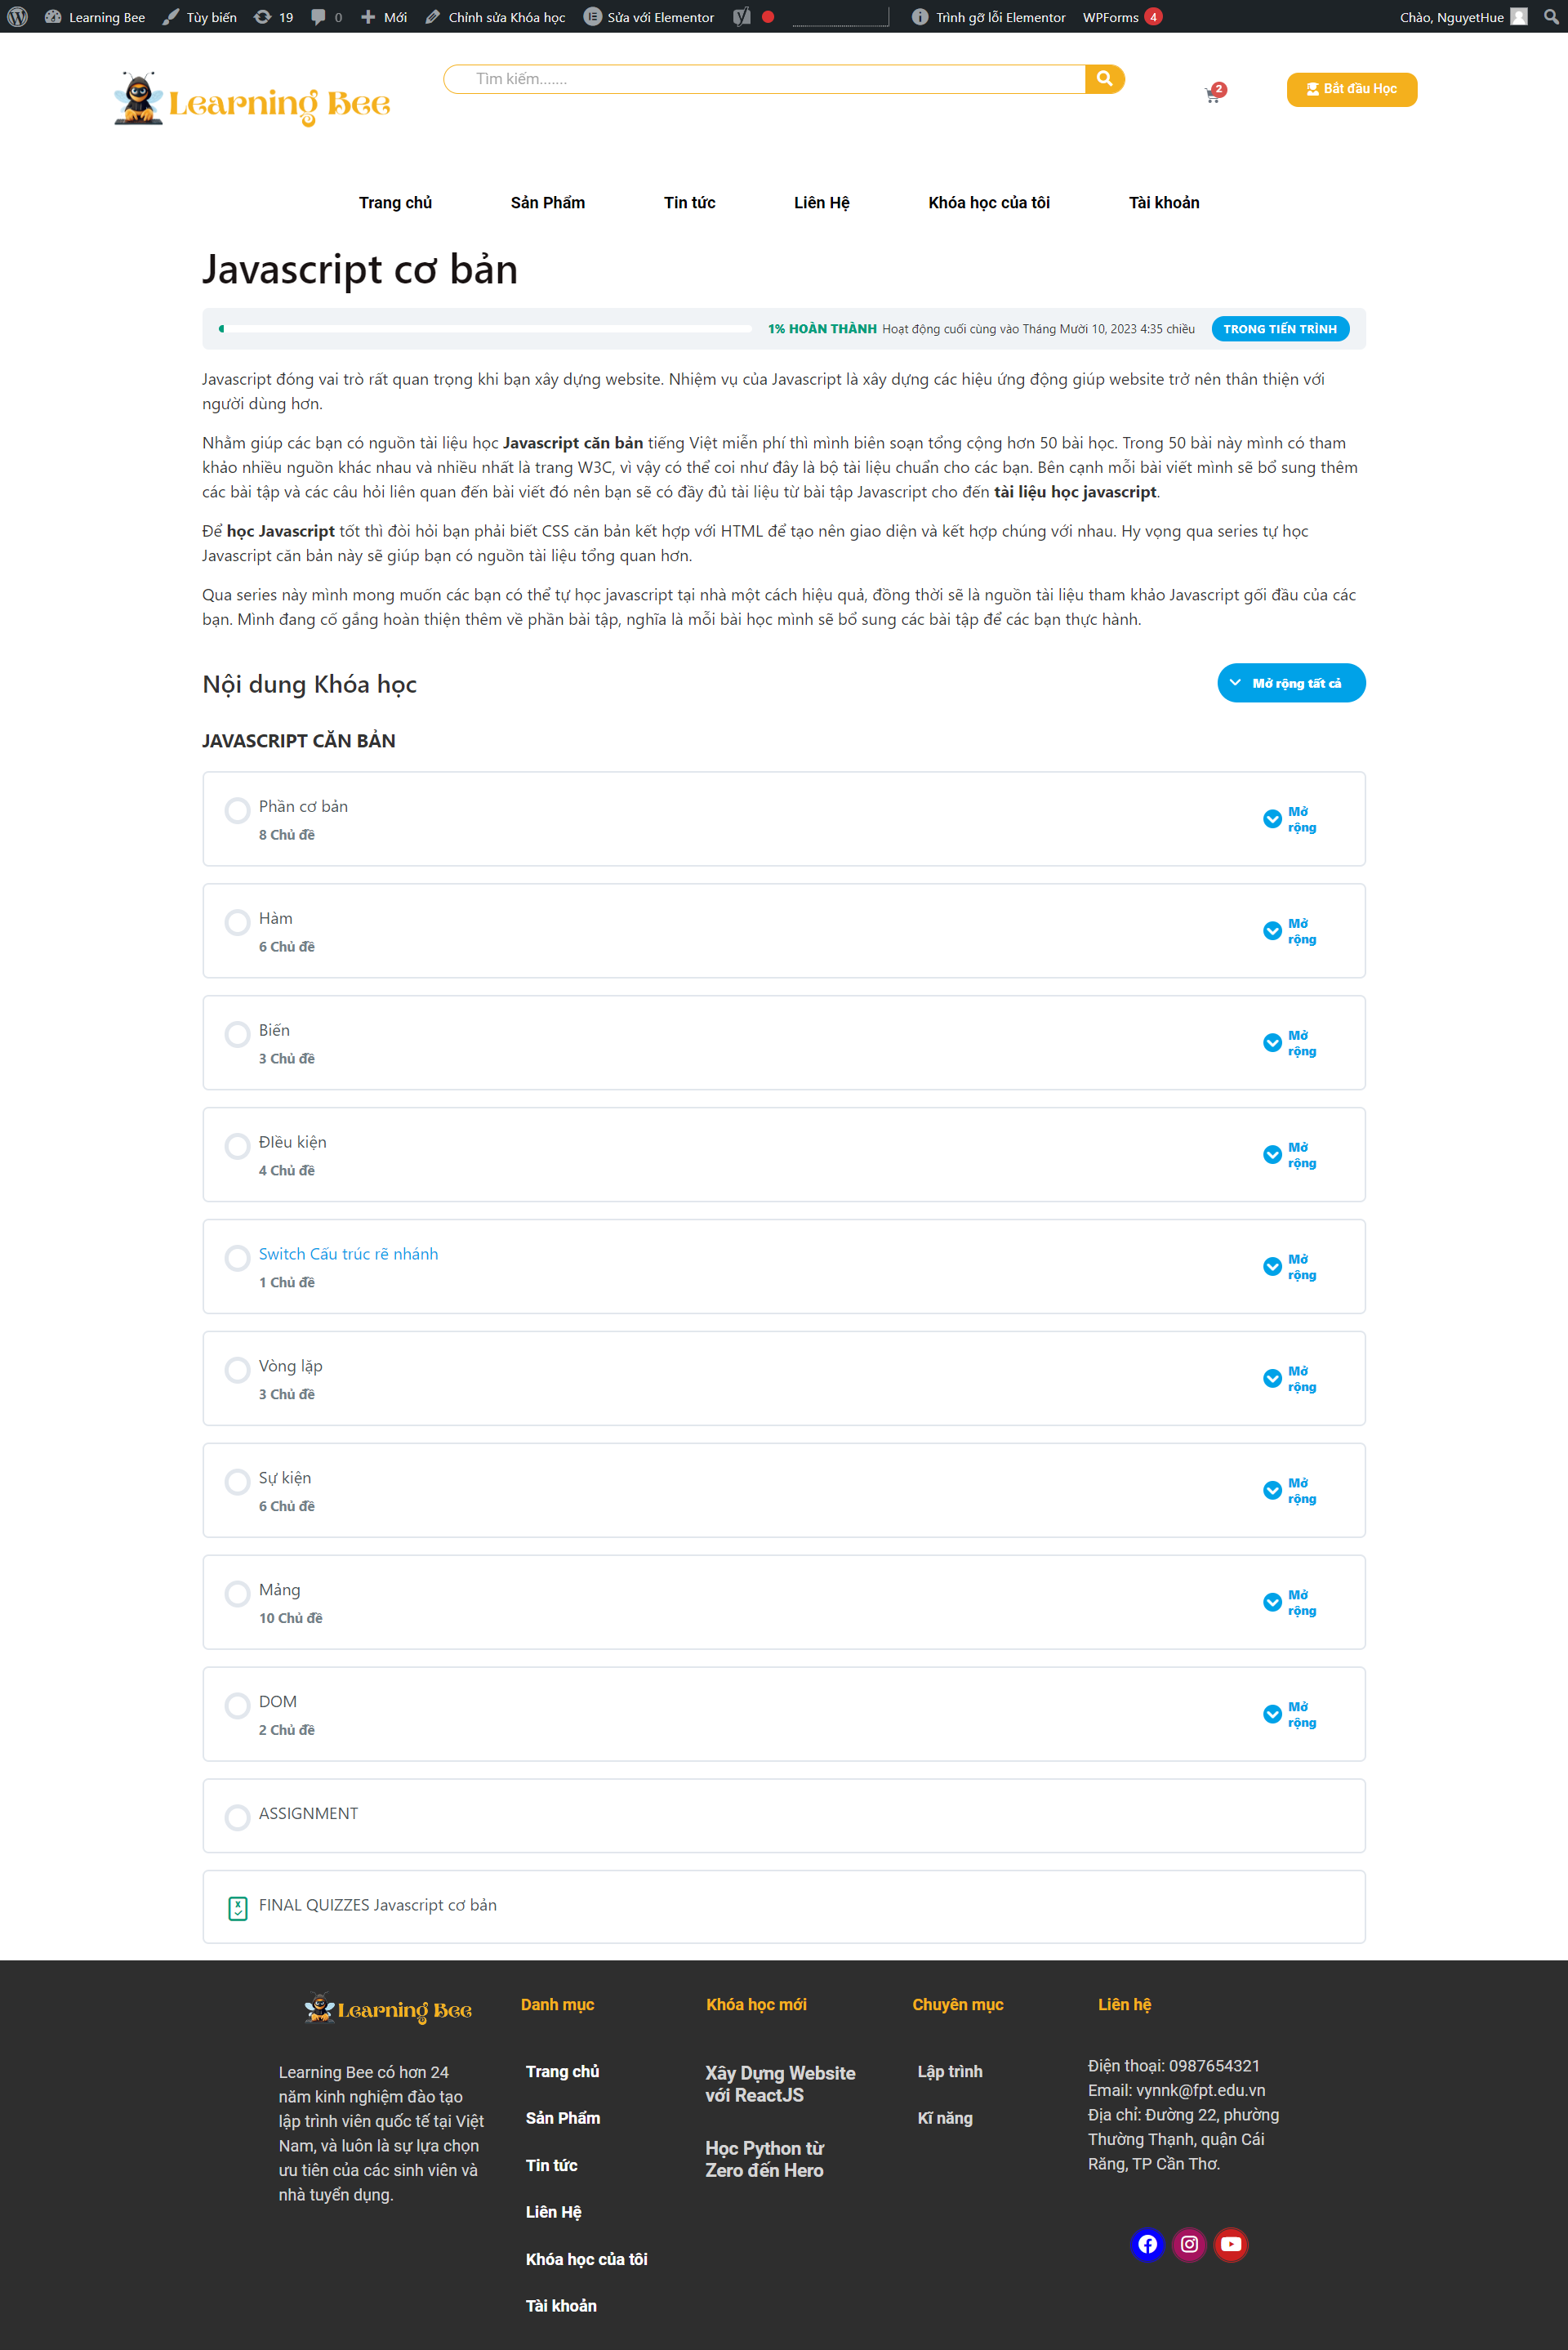 Learning Bee Tùy biến 19 0 Mới Chỉnh sửa Khóa học Sửa với Elementor Trình gỡ lỗi Elementor WPForms 4 Chào, NguyetHue
Learning Bee
Tìm kiếm.......
2
Bắt đầu Học
Trang chủ Sản Phẩm Tin tức Liên Hệ Khóa học của tôi Tài khoản
Javascript cơ bản
1% HOÀN THÀNH Hoạt động cuối cùng vào Tháng Mười 10, 2023 4:35 chiều TRONG TIẾN TRÌNH
Javascript đóng vai trò rất quan trọng khi bạn xây dựng website. Nhiệm vụ của Javascript là xây dựng các hiệu ứng động giúp website trở nên thân thiện với
người dùng hơn.
Nhằm giúp các bạn có nguồn tài liệu học Javascript căn bản tiếng Việt miễn phí thì mình biên soạn tổng cộng hơn 50 bài học. Trong 50 bài này mình có tham
khảo nhiều nguồn khác nhau và nhiều nhất là trang W3C, vì vậy có thể coi như đây là bộ tài liệu chuẩn cho các bạn. Bên cạnh mỗi bài viết mình sẽ bổ sung thêm
các bài tập và các câu hỏi liên quan đến bài viết đó nên bạn sẽ có đầy đủ tài liệu từ bài tập Javascript cho đến tài liệu học javascript.
Để học Javascript tốt thì đòi hỏi bạn phải biết CSS căn bản kết hợp với HTML để tạo nên giao diện và kết hợp chúng với nhau. Hy vọng qua series tự học
Javascript căn bản này sẽ giúp bạn có nguồn tài liệu tổng quan hơn.
Qua series này mình mong muốn các bạn có thể tự học javascript tại nhà một cách hiệu quả, đồng thời sẽ là nguồn tài liệu tham khảo Javascript gối đầu của các
bạn. Mình đang cố gắng hoàn thiện thêm về phần bài tập, nghĩa là mỗi bài học mình sẽ bổ sung các bài tập để các bạn thực hành.
Nội dung Khóa học
Mở rộng tất cả
JAVASCRIPT CĂN BẢN
Phần cơ bản
8 Chủ đề
Mở
rộng
Hàm
6 Chủ đề
Mở
rộng
Biến
3 Chủ đề
Mở
rộng
ĐIều kiện
4 Chủ đề
Mở
rộng
Switch Cấu trúc rẽ nhánh
1 Chủ đề
Mở
rộng
Vòng lặp
3 Chủ đề
Mở
rộng
Sự kiện
6 Chủ đề
Mở
rộng
Mảng
10 Chủ đề
Mở
rộng
DOM
2 Chủ đề
Mở
rộng
ASSIGNMENT
FINAL QUIZZES Javascript cơ bản
Learning Bee
Learning Bee có hơn 24
năm kinh nghiệm đào tạo
lập trình viên quốc tế tại Việt
Nam, và luôn là sự lựa chọn
ưu tiên của các sinh viên và
nhà tuyển dụng.
Danh mục
Trang chủ
Sản Phẩm
Tin tức
Liên Hệ
Khóa học của tôi
Tài khoản
Khóa học mới
Xây Dựng Website
với ReactJS
Học Python từ
Zero đến Hero
Chuyên mục
Lập trình
Kĩ năng
Liên hệ
Điện thoại: 0987654321
Email: vynnk@fpt.edu.vn
Địa chỉ: Đường 22, phường
Thường Thạnh, quận Cái
Răng, TP Cần Thơ.